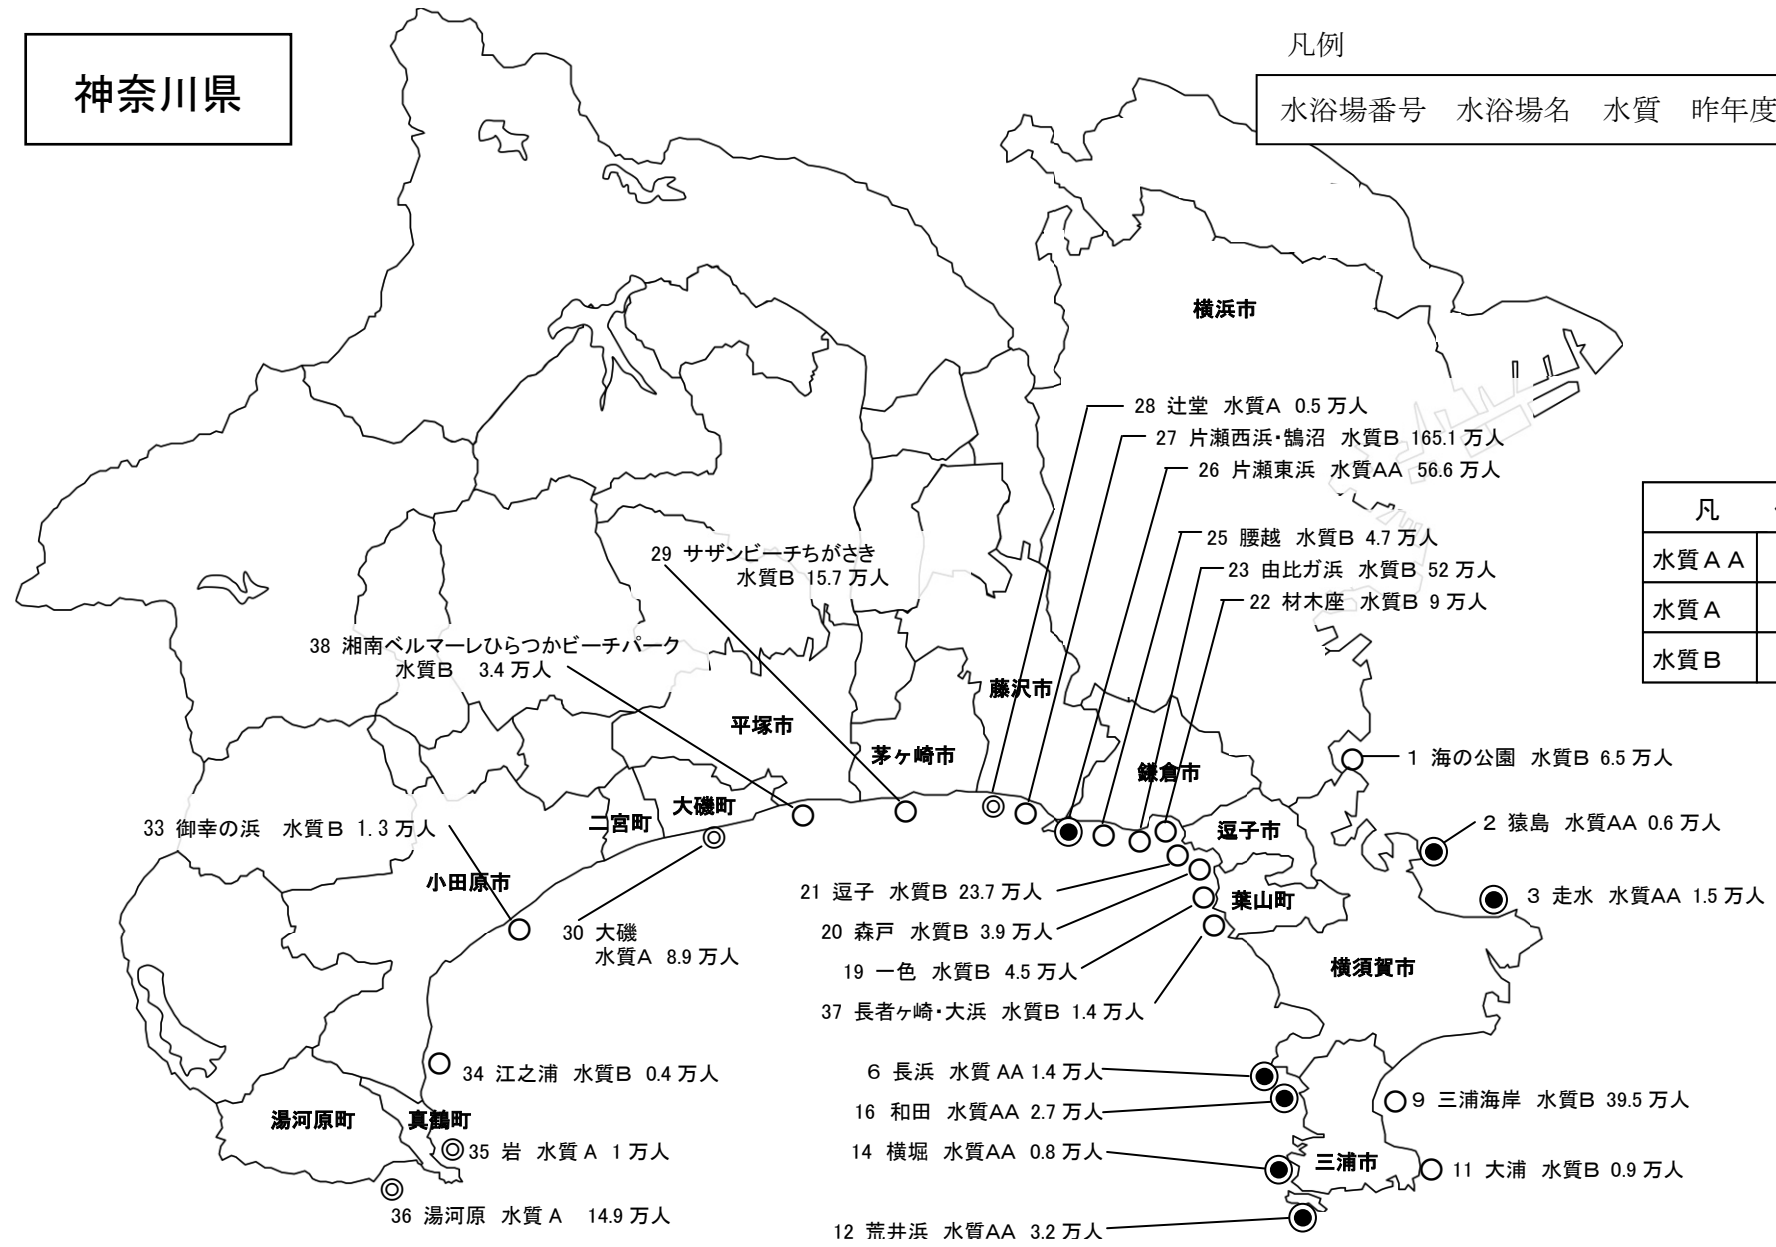 神奈川県
凡例
水浴場番号 水浴場名 水質 昨年度
横浜市
28 辻堂 水質A 0.5 万人
27 片瀬西浜・鵠沼 水質B 165.1 万人
26 片瀬東浜 水質AA 56.6 万人
凡
水質AA
水質A
水質B
25 腰越 水質B 4.7 万人
23 由比ガ浜 水質B 52 万人
22 材木座 水質B 9 万人
29 サザンビーチちがさき
水質B 15.7 万人
38 湘南ベルマーレひらつかビーチパーク
水質B 3.4 万人
藤沢市
平塚市
茅ヶ崎市
鎌倉市
1 海の公園 水質B 6.5 万人
大磯町
二宮町
33 御幸の浜 水質B 1.3 万人
逗子市
2 猿島 水質AA 0.6 万人
小田原市
21 逗子 水質B 23.7 万人
葉山町
3 走水 水質AA 1.5 万人
30 大磯
水質A 8.9 万人
20 森戸 水質B 3.9 万人
19 一色 水質B 4.5 万人
横須賀市
37 長者ヶ崎・大浜 水質B 1.4 万人
34 江之浦 水質B 0.4 万人
6 長浜 水質AA 1.4 万人
16 和田 水質AA 2.7 万人
9 三浦海岸 水質B 39.5 万人
湯河原町
真鶴町
35 岩 水質A 1 万人
14 横堀 水質AA 0.8 万人
三浦市
11 大浦 水質B 0.9 万人
36 湯河原 水質A 14.9 万人
12 荒井浜 水質AA 3.2 万人